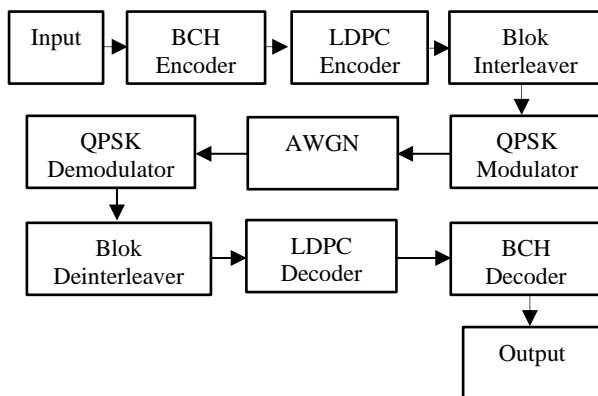 Input
BCH
Encoder
LDPC
Encoder
Blok
Interleaver
QPSK
Demodulator
AWGN
QPSK
Modulator
Blok
Deinterleaver
LDPC
Decoder
BCH
Decoder
Output